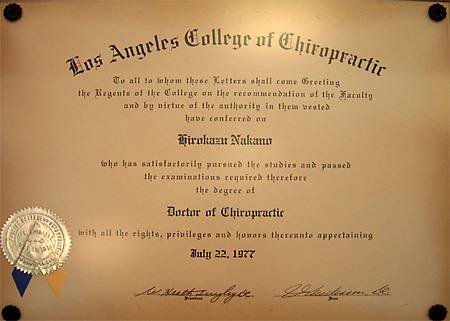 Los Angeles College of Chiropractic
To all to whom these Letters shall come Greeting
the Regents of the College on the recommendation of the Faculty
and by virtue of the authority in them vested
have conferred on
Hirokazu Nakano
who has satisfactorily pursued the studies and passed
the examinations required therefore
the degree of
Doctor of Chiropractic
with all the rights, privileges and honors thereunto appertaining
July 22, 1977
President
Dean